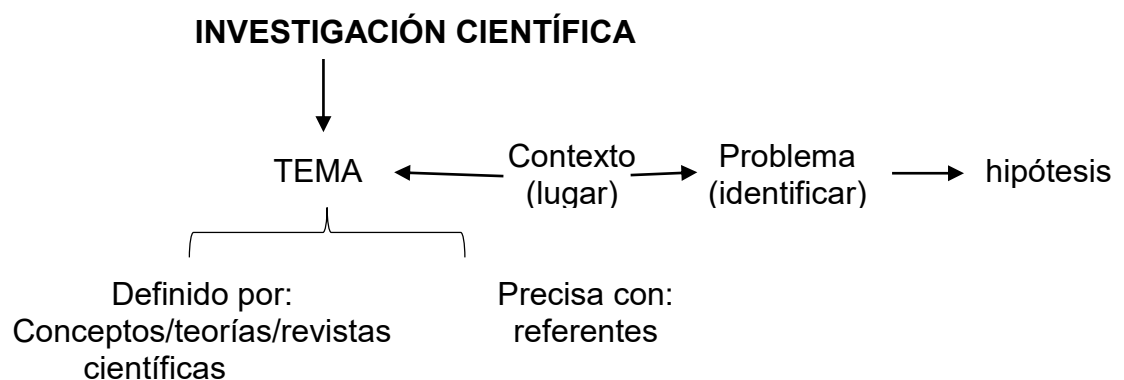 INVESTIGACIÓN CIENTÍFICA
TEMA
Contexto
(lugar)
Problema
(identificar)
hipótesis
Definido por:
Conceptos/teorías/revistas
científicas
Precisa con:
referentes